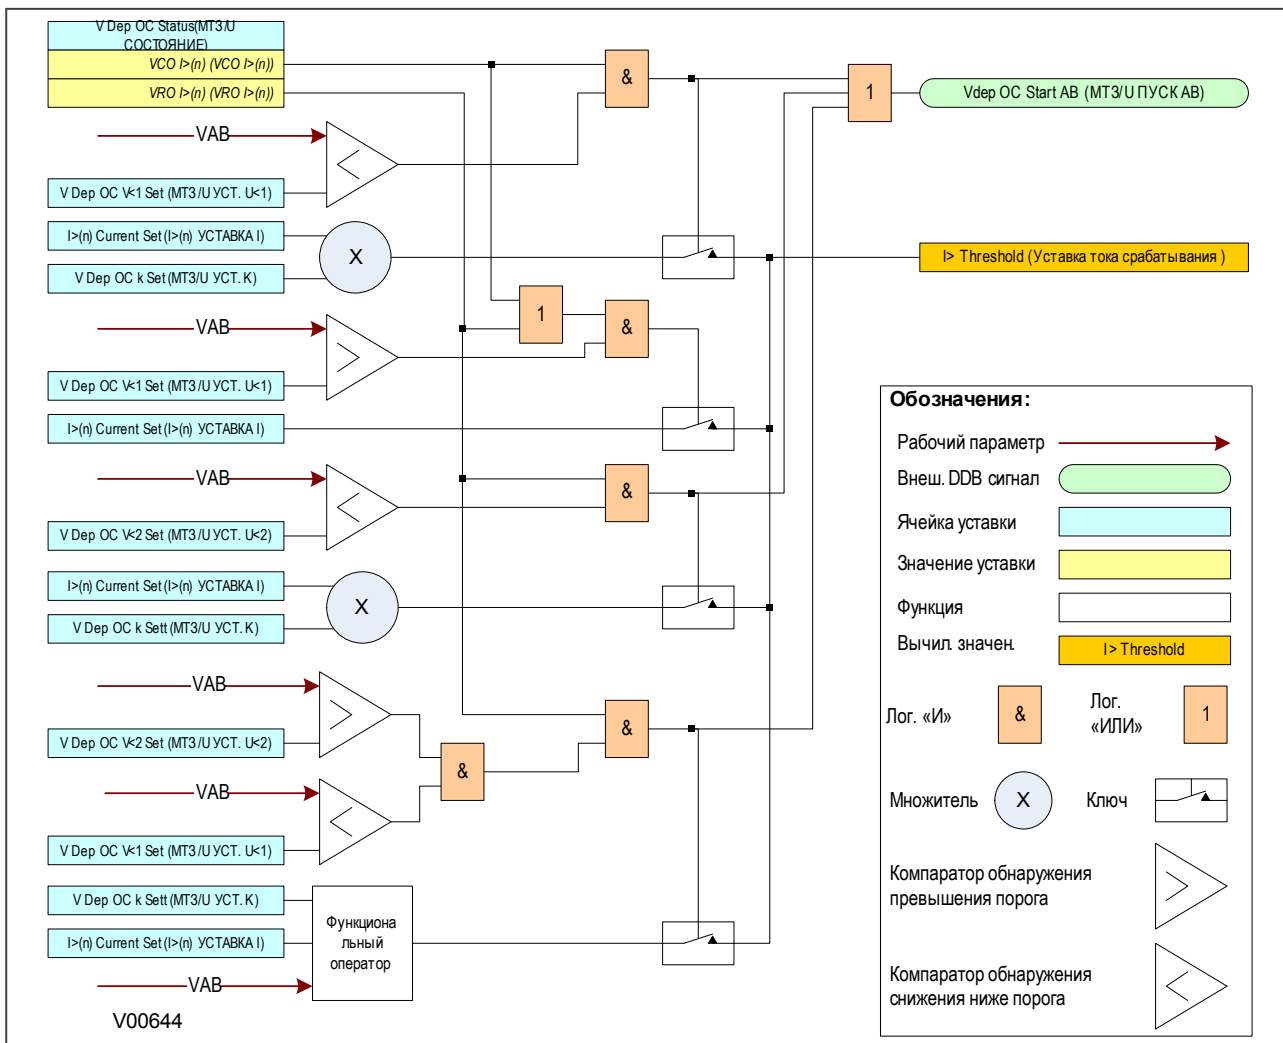 V Dep OC Status(МТЗ/U
СОСТОЯНИЕ)
VCO I>(n) (VCO I>(n))
VRO I>(n) (VRO I>(n))
VAB
V Dep OC V<1 Set (МТЗ/U УСТ. U<1)
I>(n) Current Set (I>(n) УСТАВКА I)
V Dep OC k Set (МТЗ/U УСТ. K)
VAB
V Dep OC V<1 Set (МТЗ/U УСТ. U<1)
I>(n) Current Set (I>(n) УСТАВКА I)
VAB
V Dep OC V<2 Set (МТЗ/U УСТ. U<2)
I>(n) Current Set (I>(n) УСТАВКА I)
V Dep OC k Sett (МТЗ/U УСТ. K)
VAB
V Dep OC V<2 Set (МТЗ/U УСТ. U<2)
VAB
V Dep OC V<1 Set (МТЗ/U УСТ. U<1)
V Dep OC k Sett (МТЗ/U УСТ. K)
I>(n) Current Set (I>(n) УСТАВКА I)
VAB
V00644
X
X
Функциона
льный
оператор
&
1
&
&
&
&
1
Vdep OC Start AB (МТЗ/U ПУСК АВ)
I> Threshold (Уставка тока срабатывания )
Обозначения:
Рабочий параметр
Внеш. DDB сигнал
Ячейка уставки
Значение уставки
Функция
Вычил. значен.
I> Threshold
Лог. «И»
&
Лог.
«ИЛИ»
1
Множитель
X
Ключ
Компаратор обнаружения
превышения порога
Компаратор обнаружения
снижения ниже порога